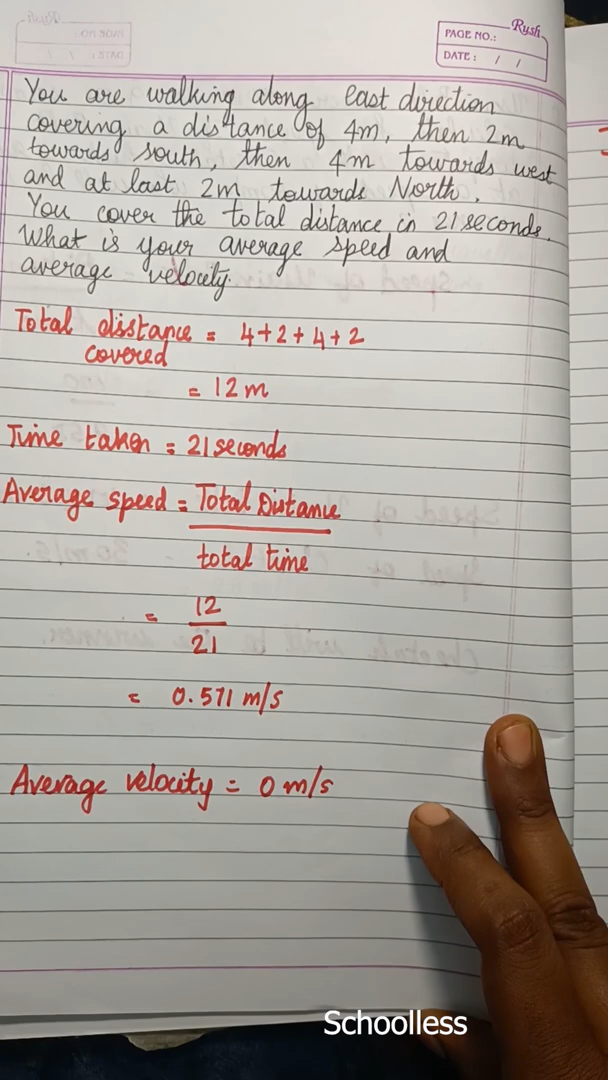 Rysh
PAGE NO.:
DATE: / /
You are walking along East direction
covering a distance of 4m, then 2m
towards south, then 4m towards west
and at last 2m towards North.
You cover the total distance in 21 seconds.
What is your average speed and
average velocity.
Total distance = 4+2+4+2
covered
= 12m
Time taken = 21 seconds
Average speed = Total Distance
total time
= 12
21
= 0.571 m/s
Average velocity = 0 m/s
Schoolless